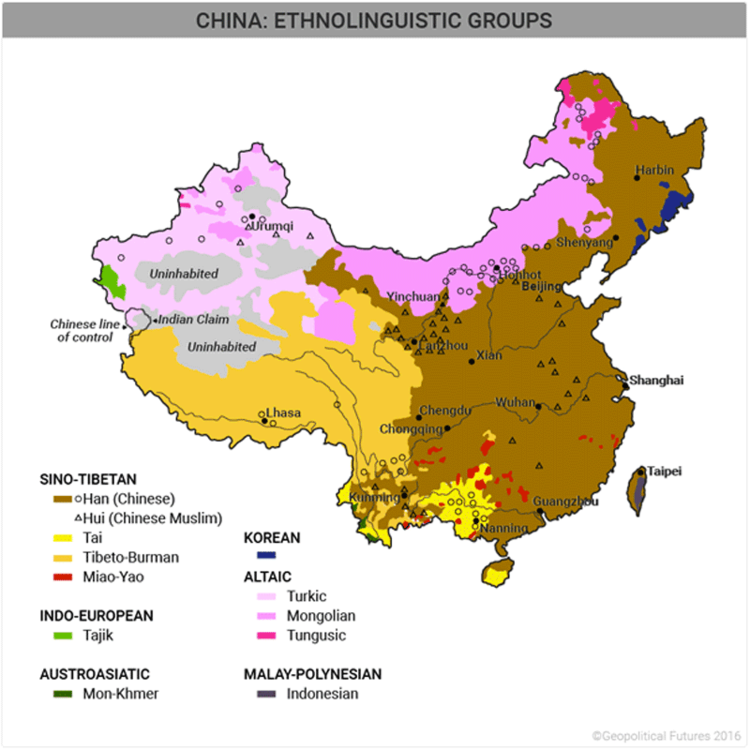 CHINA: ETHNOLINGUISTIC GROUPS
Harbin
Urumqi
Shenyang
Uninhabited
Hohhot
Beijing
Yinchuan
Indian Claim
Chinese line
of control
Uninhabited
Lanzhou
Xian
Shanghai
Wuhan
Lhasa
Chengdu
Chongqing
Taipei
Kunming
Guangzhou
Nanning
SINO-TIBETAN
Han (Chinese)
Hui (Chinese Muslim)
Tai
Tibeto-Burman
Miao-Yao
INDO-EUROPEAN
Tajik
AUSTROASIATIC
Mon-Khmer
KOREAN
ALTAIC
Turkic
Mongolian
Tungusic
MALAY-POLYNESIAN
Indonesian
©Geopolitical Futures 2016